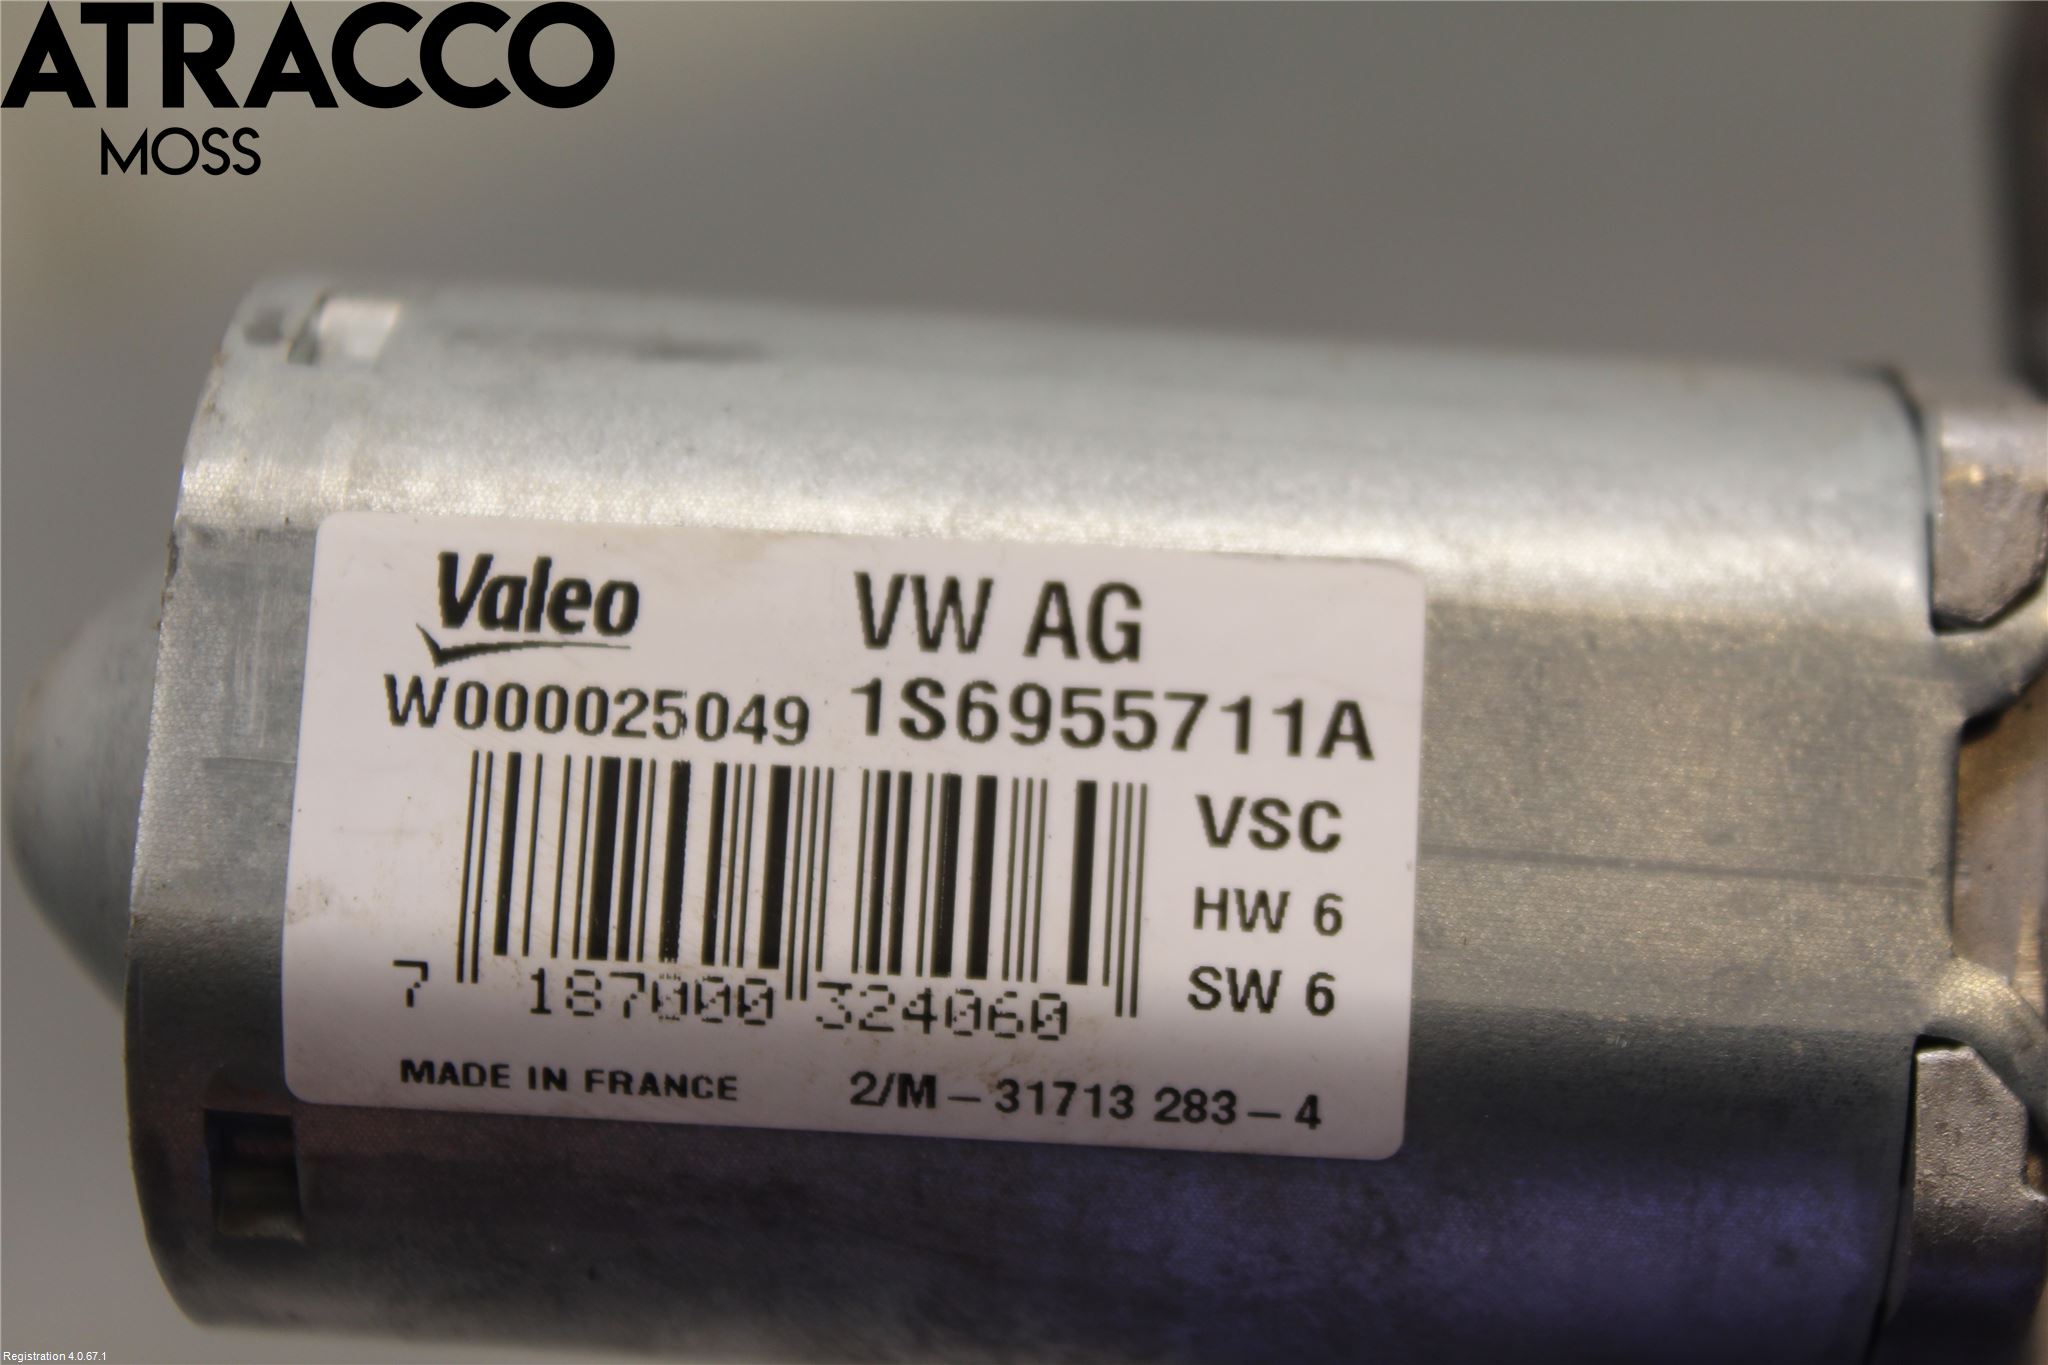 ATRACCO
MOSS
Valeo VW AG
W000025049 1S6955711A
VSC
HW 6
SW 6
7 187000 324060
MADE IN FRANCE 2/M - 31713 283 - 4
Registration 4.0.67.1